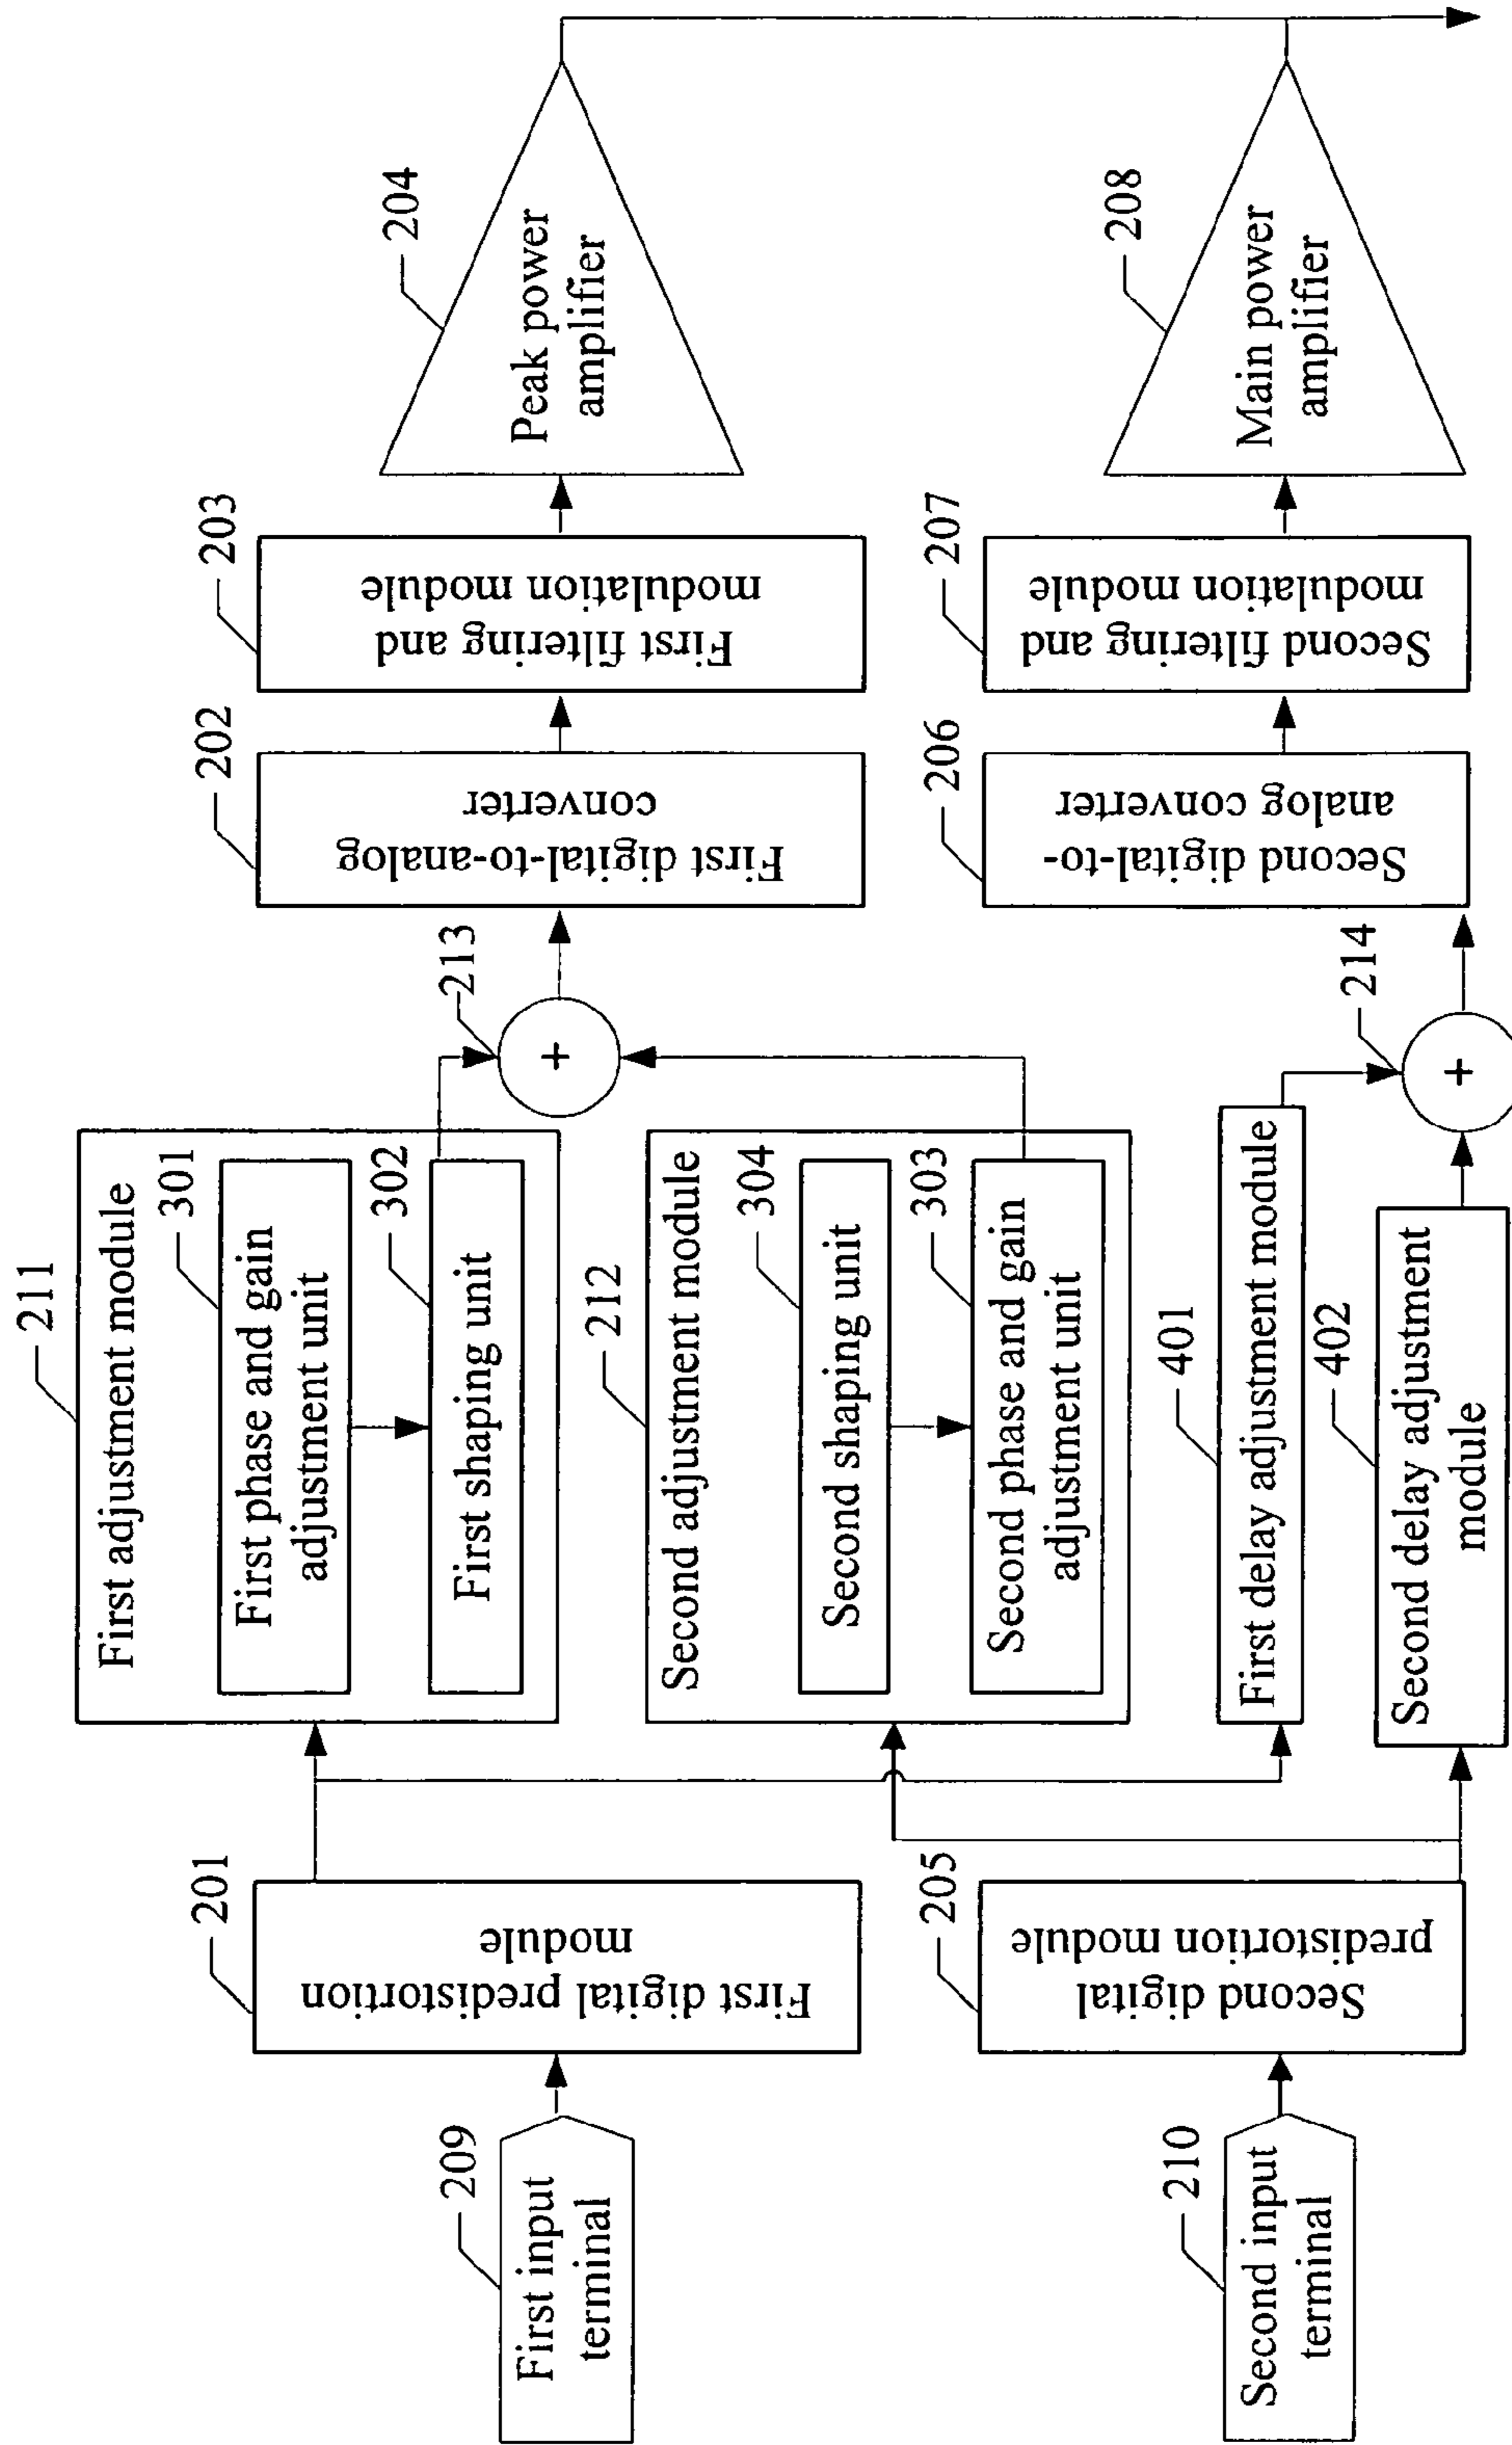 209
First input
terminal
201
First digital predistortion
module
211
First adjustment module
301
First phase and gain
adjustment unit
302
First shaping unit
213
+
202
First digital-to-analog
converter
203
First filtering and
modulation module
204
Peak power
amplifier
212
Second adjustment module
304
Second shaping unit
303
Second phase and gain
adjustment unit
210
Second input
terminal
205
Second digital
predistortion module
401
First delay adjustment module
402
Second delay adjustment
module
214
+
206
Second digital-to-
analog converter
207
Second filtering and
modulation module
208
Main power
amplifier